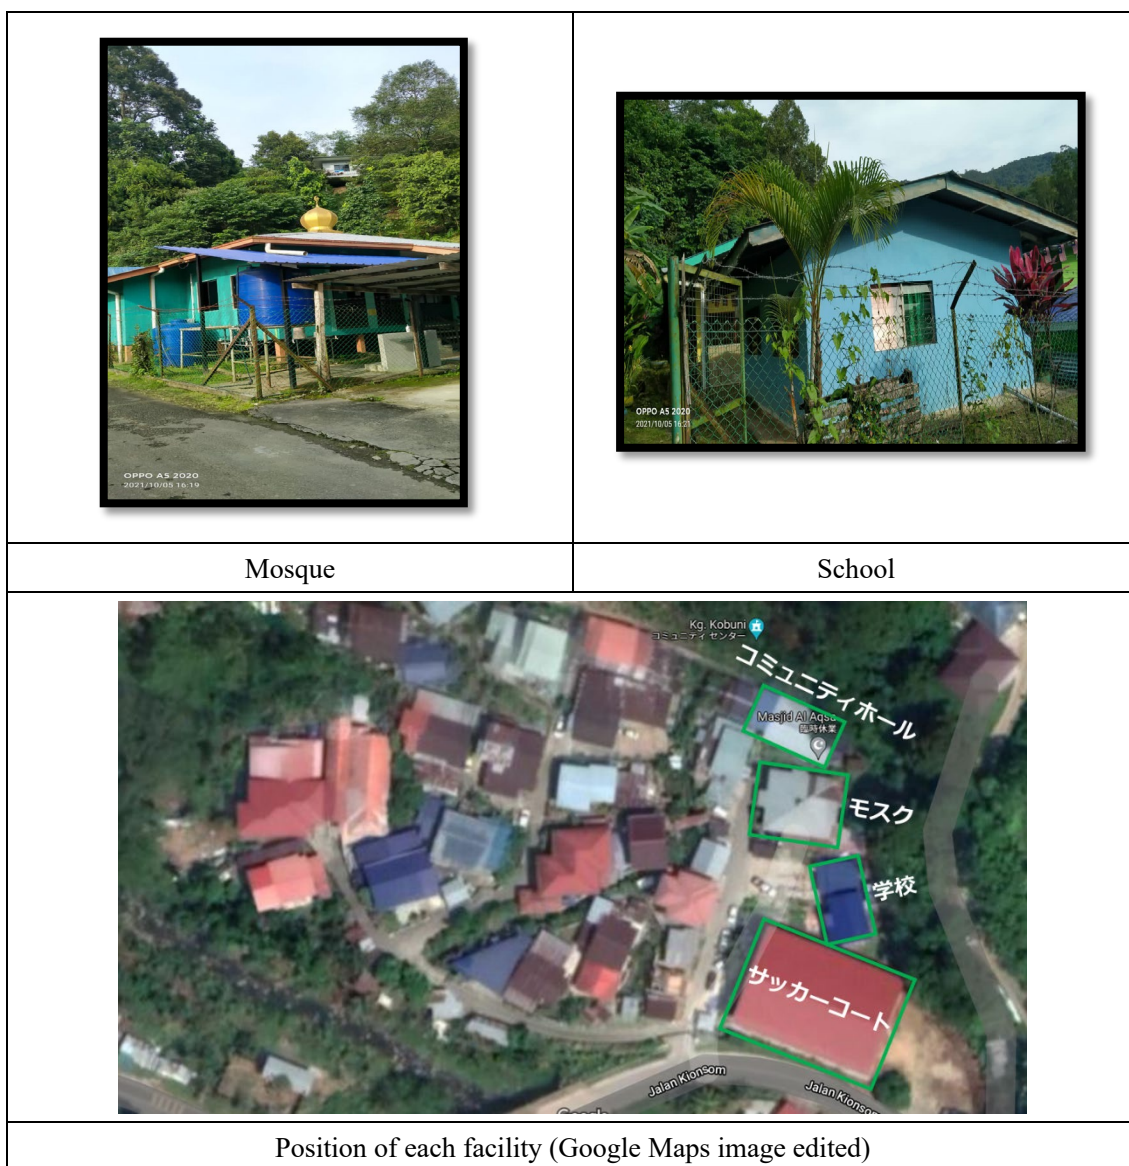 OPPO A5 2020
2021/10/05 16:19
OPPO A5 2020
2021/10/05 16:21
Mosque
School
Kg. Kobuni
コミュニティ センター
コミュニティホール
Masjid Al Aqsa
臨時休業
モスク
学校
サッカーコート
Jalan Kionsom
Jalan Kionsom
Google
Position of each facility (Google Maps image edited)